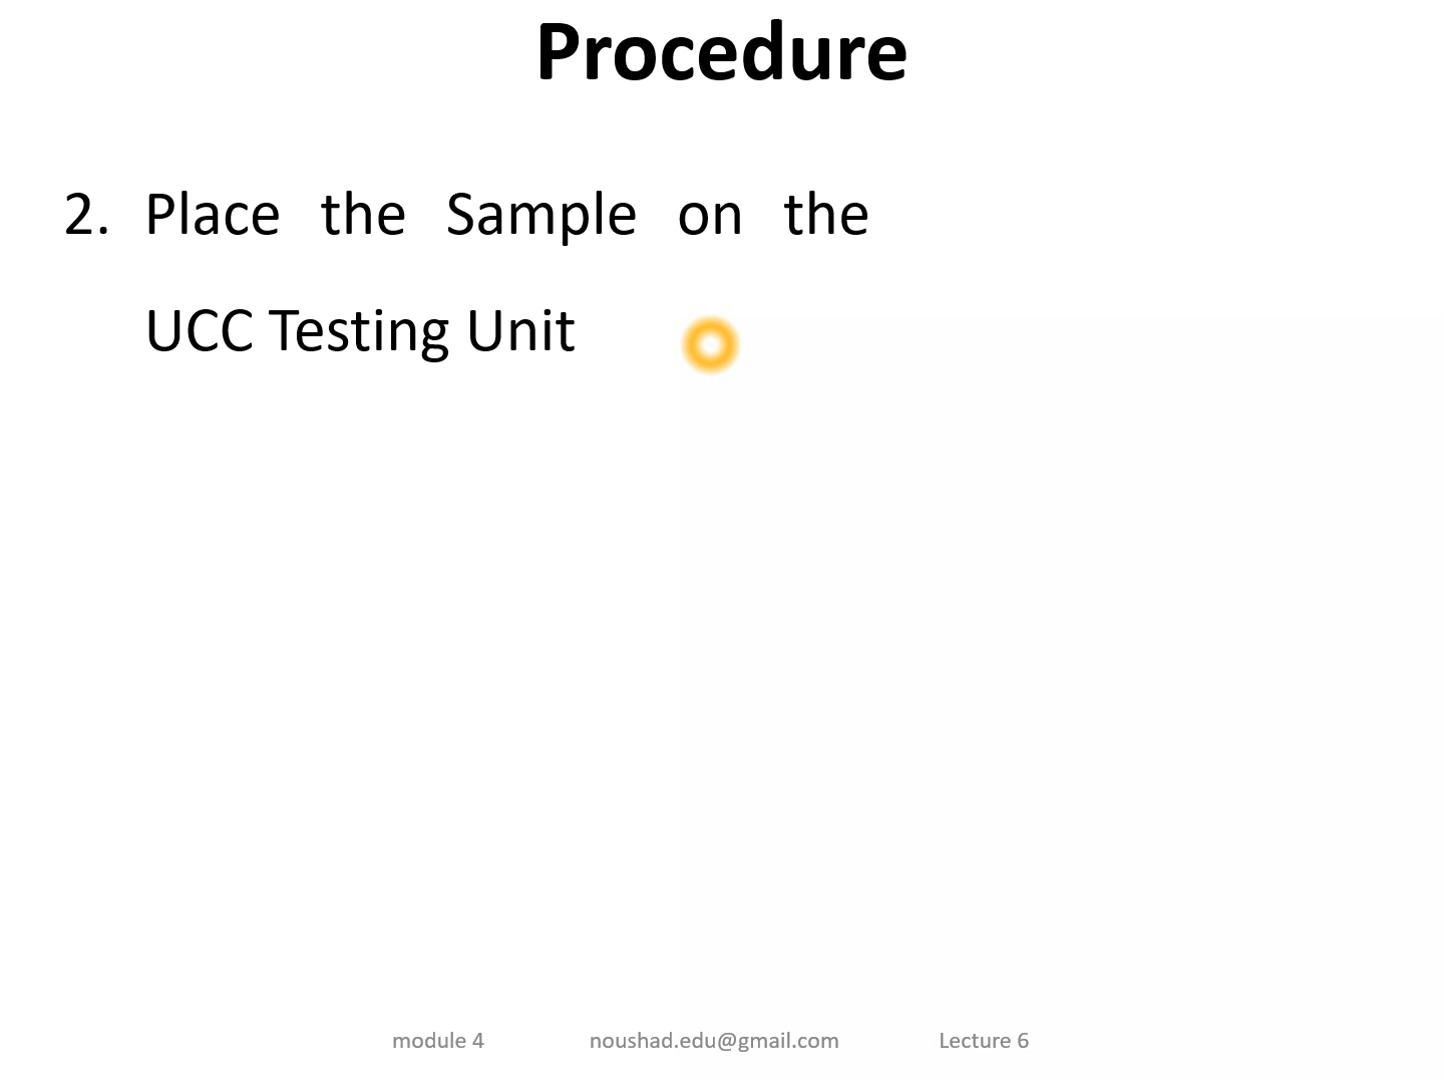 Procedure
2. Place the Sample on the
UCC Testing Unit
module 4 noushad.edu@gmail.com Lecture 6